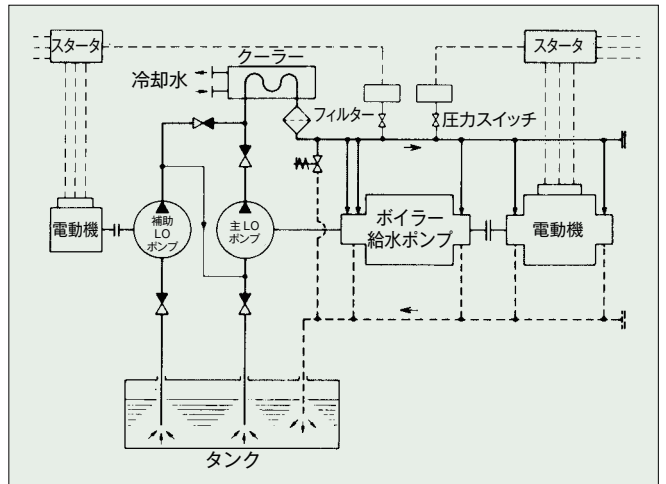 スタータ
スタータ
クーラー
冷却水
フィルター
圧力スイッチ
電動機
補助
LO
ポンプ
主LO
ポンプ
ボイラー
給水ポンプ
電動機
タンク